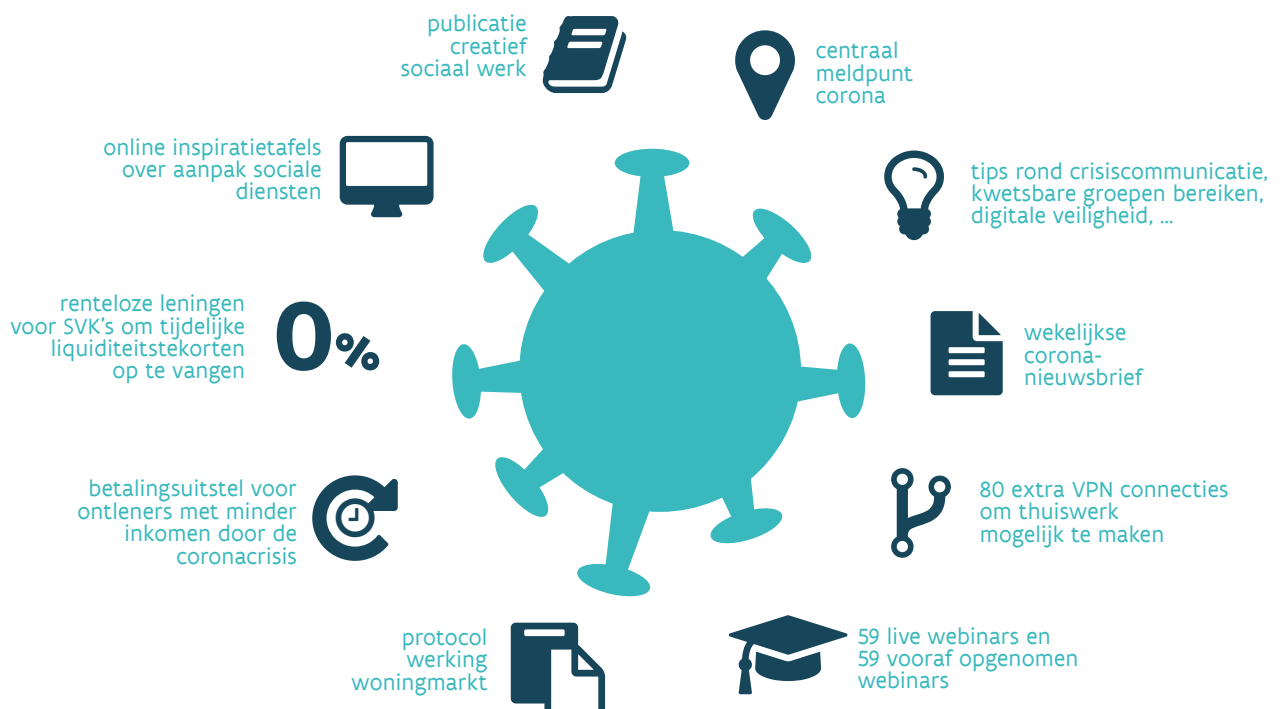 publicatie
creatief
sociaal werk
centraal
meldpunt
corona
online inspiratietafels
over aanpak sociale
diensten
tips rond crisiscommunicatie,
kwetsbare groepen bereiken,
digitale veiligheid, ...
renteloze leningen
voor SVK's om tijdelijke
liquiditeitstekorten
op te vangen
0%
wekelijkse
corona-
nieuwsbrief
betalingsuitstel voor
ontleners met minder
inkomen door de
coronacrisis
80 extra VPN connecties
om thuiswerk
mogelijk te maken
protocol
werking
woningmarkt
59 live webinars en
59 vooraf opgenomen
webinars